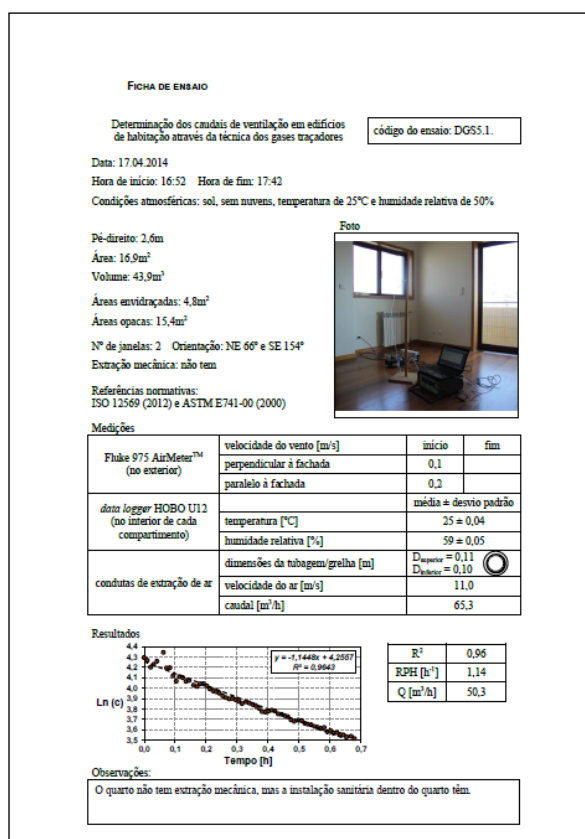 FICHA DE ENSAIO
Determinação dos caudais de ventilação em edifícios
de habitação através da técnica dos gases traçadores
código do ensaio: DGS5.1.
Data: 17.04.2014
Hora de início: 16:52 Hora de fim: 17:42
Condições atmosféricas: sol, sem nuvens, temperatura de 25ºC e humidade relativa de 50%
Foto
Pé-direito: 2,6m
Área: 16,9m²
Volume: 43,9m³
Áreas envidraçadas: 4,8m²
Áreas opacas: 15,4m²
Nº de janelas: 2 Orientação: NE 66º e SE 154º
Extração mecânica: não tem
Referências normativas:
ISO 12569 (2012) e ASTM E741-00 (2000)
Medições
Fluke 975 AirMeter™
(no exterior)
velocidade do vento [m/s] início fim
perpendicular à fachada 0,1
paralelo à fachada 0,2
data logger HOBO U12
(no interior de cada
compartimento)
média ± desvio padrão
temperatura [ºC] 25 ± 0,04
humidade relativa [%] 59 ± 0,05
condutas de extração de ar
dimensões da tubagem/grelha [m] Dsuperior = 0,11
Dinferior = 0,10
velocidade do ar [m/s] 11,0
caudal [m³/h] 65,3
Resultados
4,4
4,3
4,2
4,1
4,0
3,9
3,8
3,7
3,6
3,5
Ln (c)
y = -1,1448x + 4,2557
R² = 0,9643
0,0 0,1 0,2 0,3 0,4 0,5 0,6 0,7
Tempo [h]
R² 0,96
RPH [h⁻¹] 1,14
Q [m³/h] 50,3
Observações:
O quarto não tem extração mecânica, mas a instalação sanitária dentro do quarto têm.